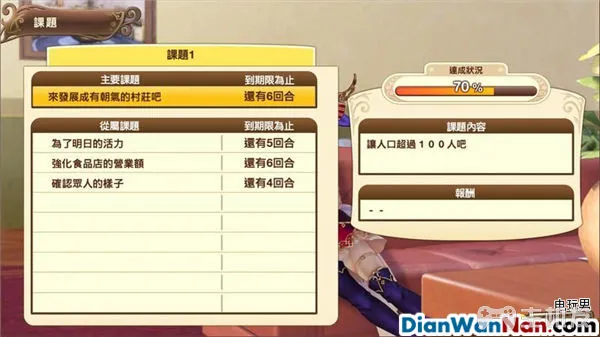 課題
課題1
主要課題 到期限為止
來發展成有朝氣的村莊吧 還有6回合
從屬課題 到期限為止
為了明日的活力 還有5回合
強化食品店的營業額 還有6回合
確認眾人的樣子 還有4回合
達成狀況
70%
課題內容
讓人口超過１００人吧
報酬
- -
电玩男
DianWanNan.com